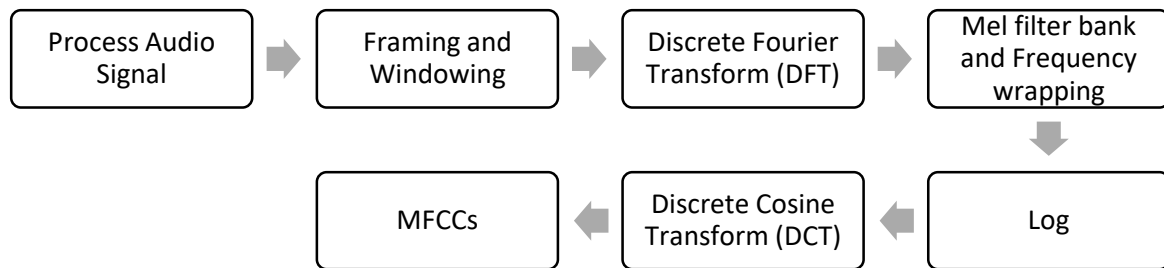 Process Audio
Signal
Framing and
Windowing
Discrete Fourier
Transform (DFT)
Mel filter bank
and Frequency
wrapping
Log
Discrete Cosine
Transform (DCT)
MFCCs